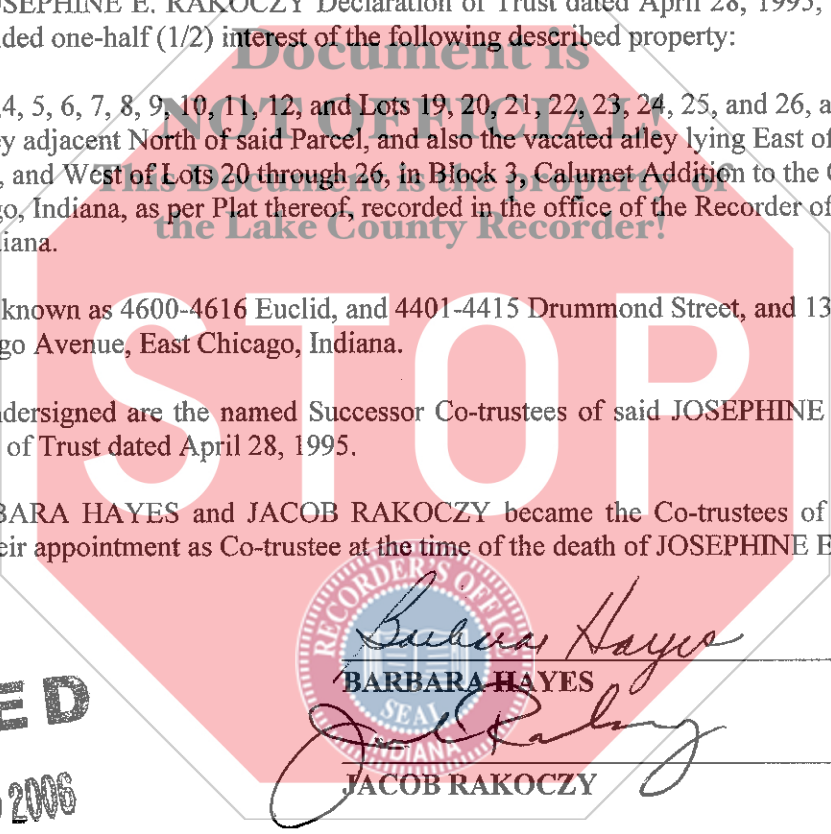 OSEPHINE E. RAKOCZY Declaration of Trust dated April 28, 1995,
ded one-half (1/2) interest of the following described property:
Document is
4, 5, 6, 7, 8, 9, 10, 11, 12, and Lots 19, 20, 21, 22, 23, 24, 25, and 26, a
NOT OFFICIAL!
y adjacent North of said Parcel, and also the vacated alley lying East of
, and West of Lots 20 through 26, in Block 3, Calumet Addition to the C
This Document is the property of
go, Indiana, as per Plat thereof, recorded in the office of the Recorder of
the Lake County Recorder!
diana.
known as 4600-4616 Euclid, and 4401-4415 Drummond Street, and 13
go Avenue, East Chicago, Indiana.
STOP
ndersigned are the named Successor Co-trustees of said JOSEPHINE
of Trust dated April 28, 1995.
BARA HAYES and JACOB RAKOCZY became the Co-trustees of
eir appointment as Co-trustee at the time of the death of JOSEPHINE E
RECORDER'S OFFICE
Barbara Hayes
BARBARA HAYES
SEAL
INDIANA
JACOB RAKOCZY
ED
2006